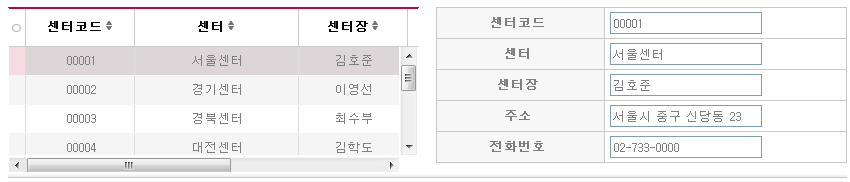 센터코드 센터 센터장
00001 서울센터 김호준
00002 경기센터 이영선
00003 경북센터 최수부
00004 대전센터 김학도
센터코드 00001
센터 서울센터
센터장 김호준
주소 서울시 중구 신당동 23
전화번호 02-733-0000